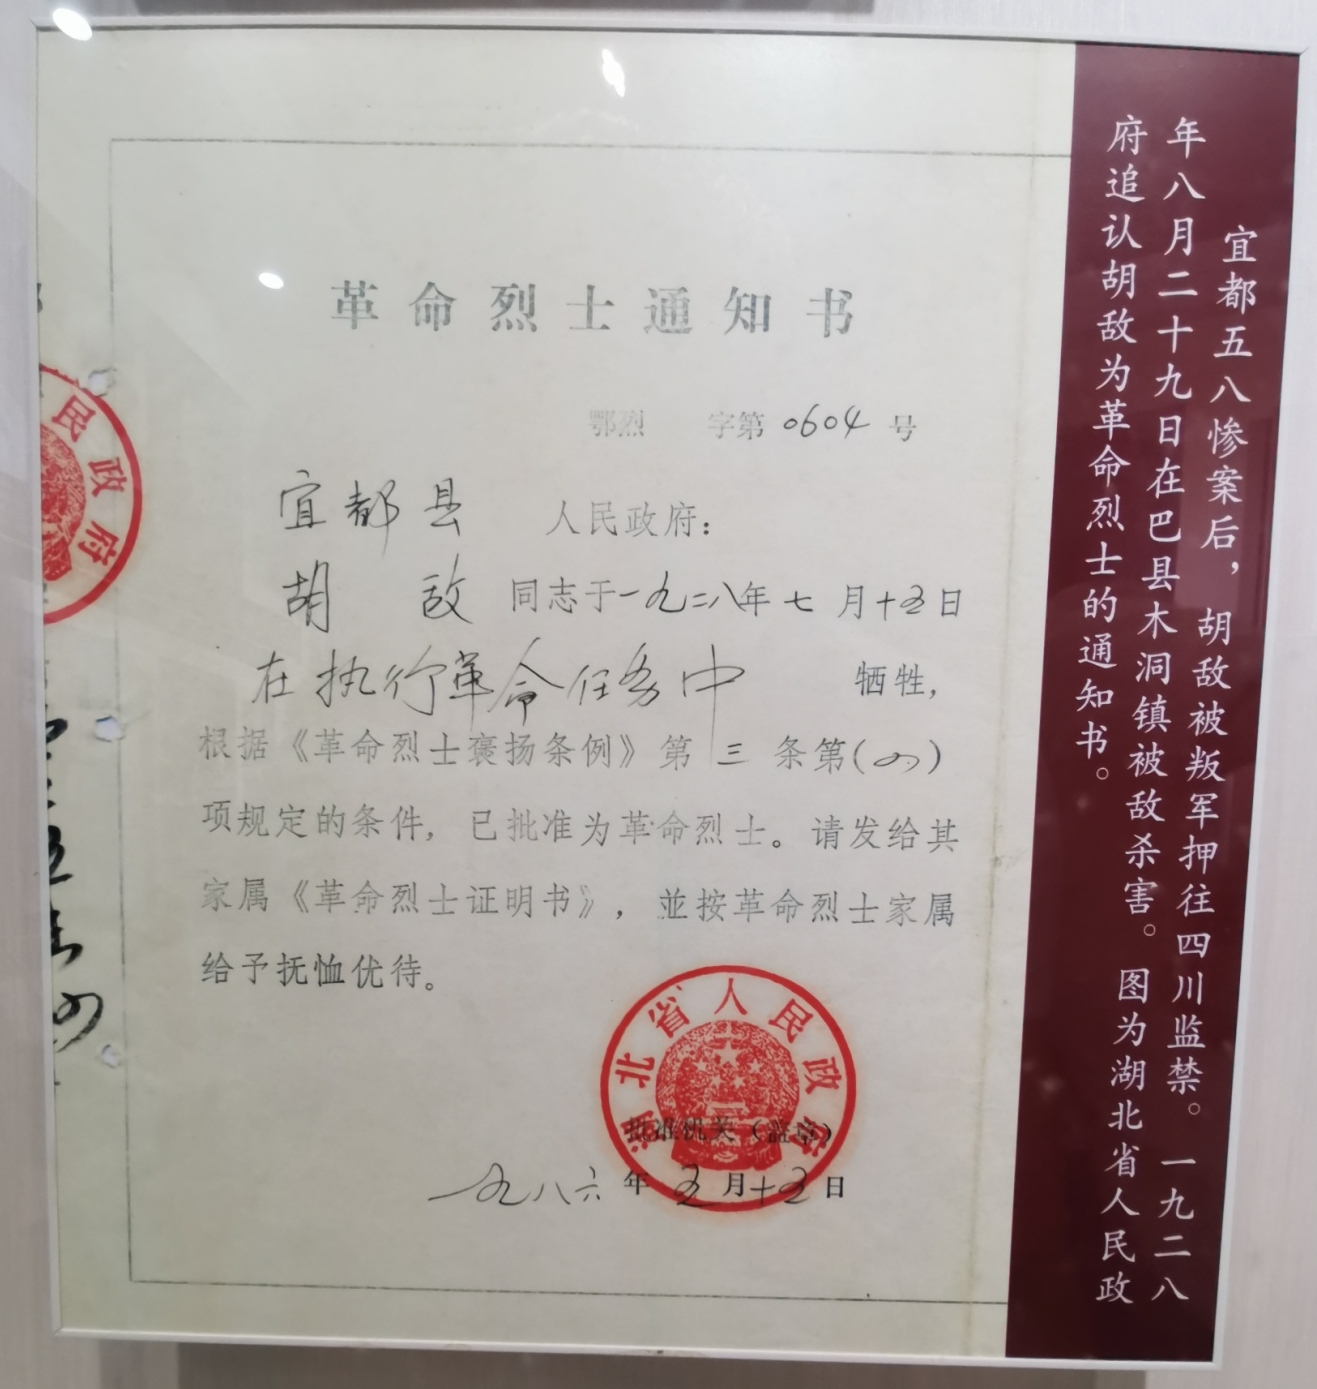 革命烈士通知书
鄂烈 字第0604号
宜都县 人民政府：
胡敌同志于一九二八年七月十五日
在执行革命任务中 牺牲，
根据《革命烈士褒扬条例》第三条第(四)
项规定的条件，已批准为革命烈士。请发给其
家属《革命烈士证明书》，並按革命烈士家属
给予抚恤优待。
批准机关（盖章）
一九八六年五月十五日
湖北省人民政府
民政府
宜都五八惨案后，胡敌被叛军押往四川监禁。一九二八
年八月二十九日在巴县木洞镇被敌杀害。图为湖北省人民政
府追认胡敌为革命烈士的通知书。